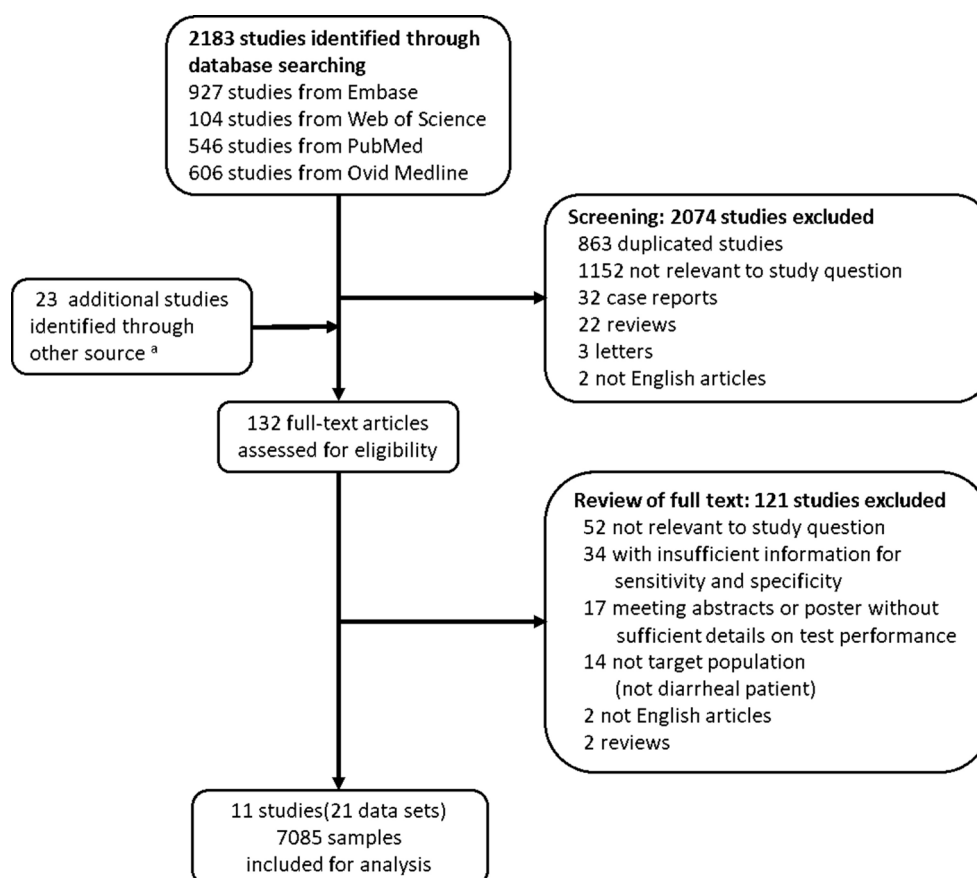 2183 studies identified through
database searching
927 studies from Embase
104 studies from Web of Science
546 studies from PubMed
606 studies from Ovid Medline
Screening: 2074 studies excluded
863 duplicated studies
1152 not relevant to study question
32 case reports
22 reviews
3 letters
2 not English articles
23 additional studies
identified through
other source a
132 full-text articles
assessed for eligibility
Review of full text: 121 studies excluded
52 not relevant to study question
34 with insufficient information for
sensitivity and specificity
17 meeting abstracts or poster without
sufficient details on test performance
14 not target population
(not diarrheal patient)
2 not English articles
2 reviews
11 studies(21 data sets)
7085 samples
included for analysis